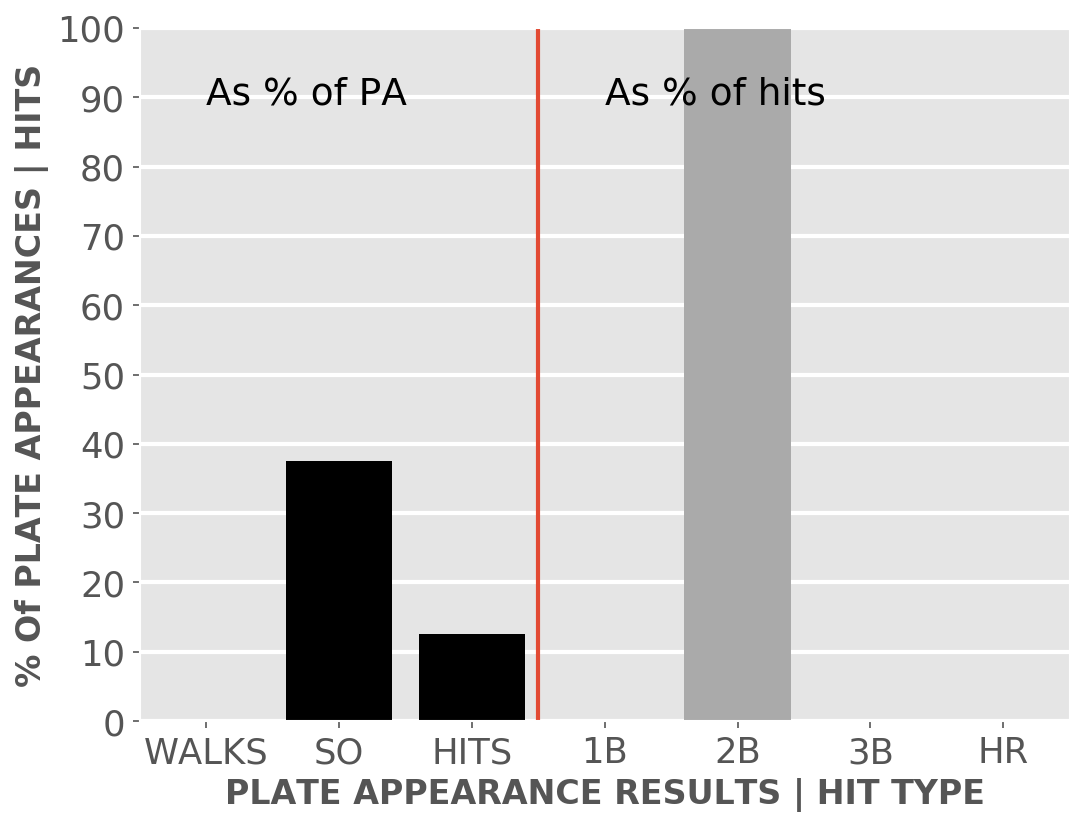 % Of PLATE APPEARANCES | HITS
100
90
80
70
60
50
40
30
20
10
0
As % of PA
As % of hits
WALKS SO HITS 1B 2B 3B HR
PLATE APPEARANCE RESULTS | HIT TYPE